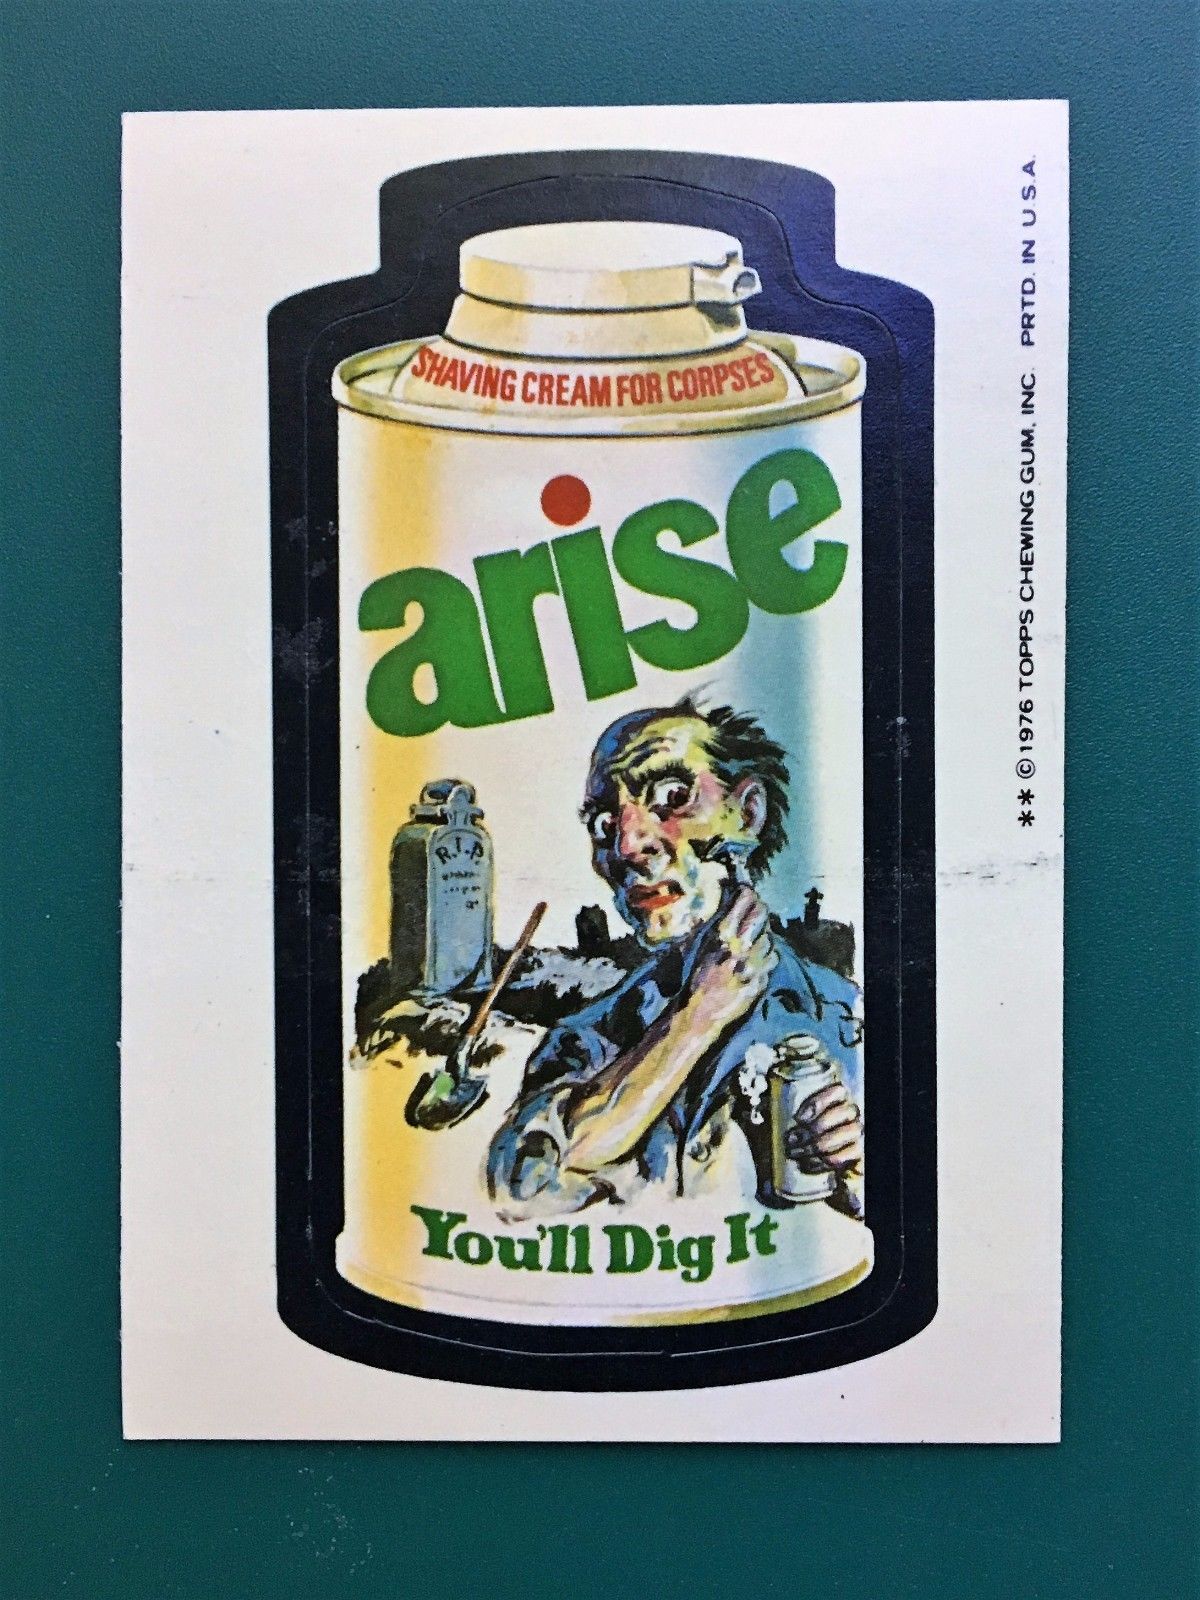 SHAVING CREAM FOR CORPSES
arise
R.I.P
You'll Dig It
** © 1976 TOPPS CHEWING GUM, INC. PRTD. IN U.S.A.